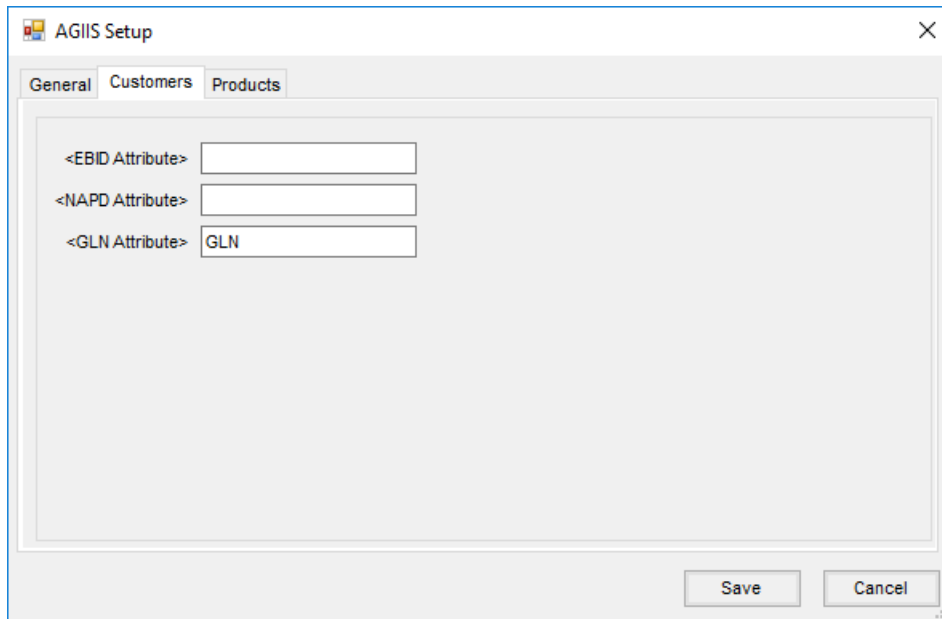 AGIIS Setup
General Customers Products
<EBID Attribute>
<NAPD Attribute>
<GLN Attribute> GLN
Save Cancel